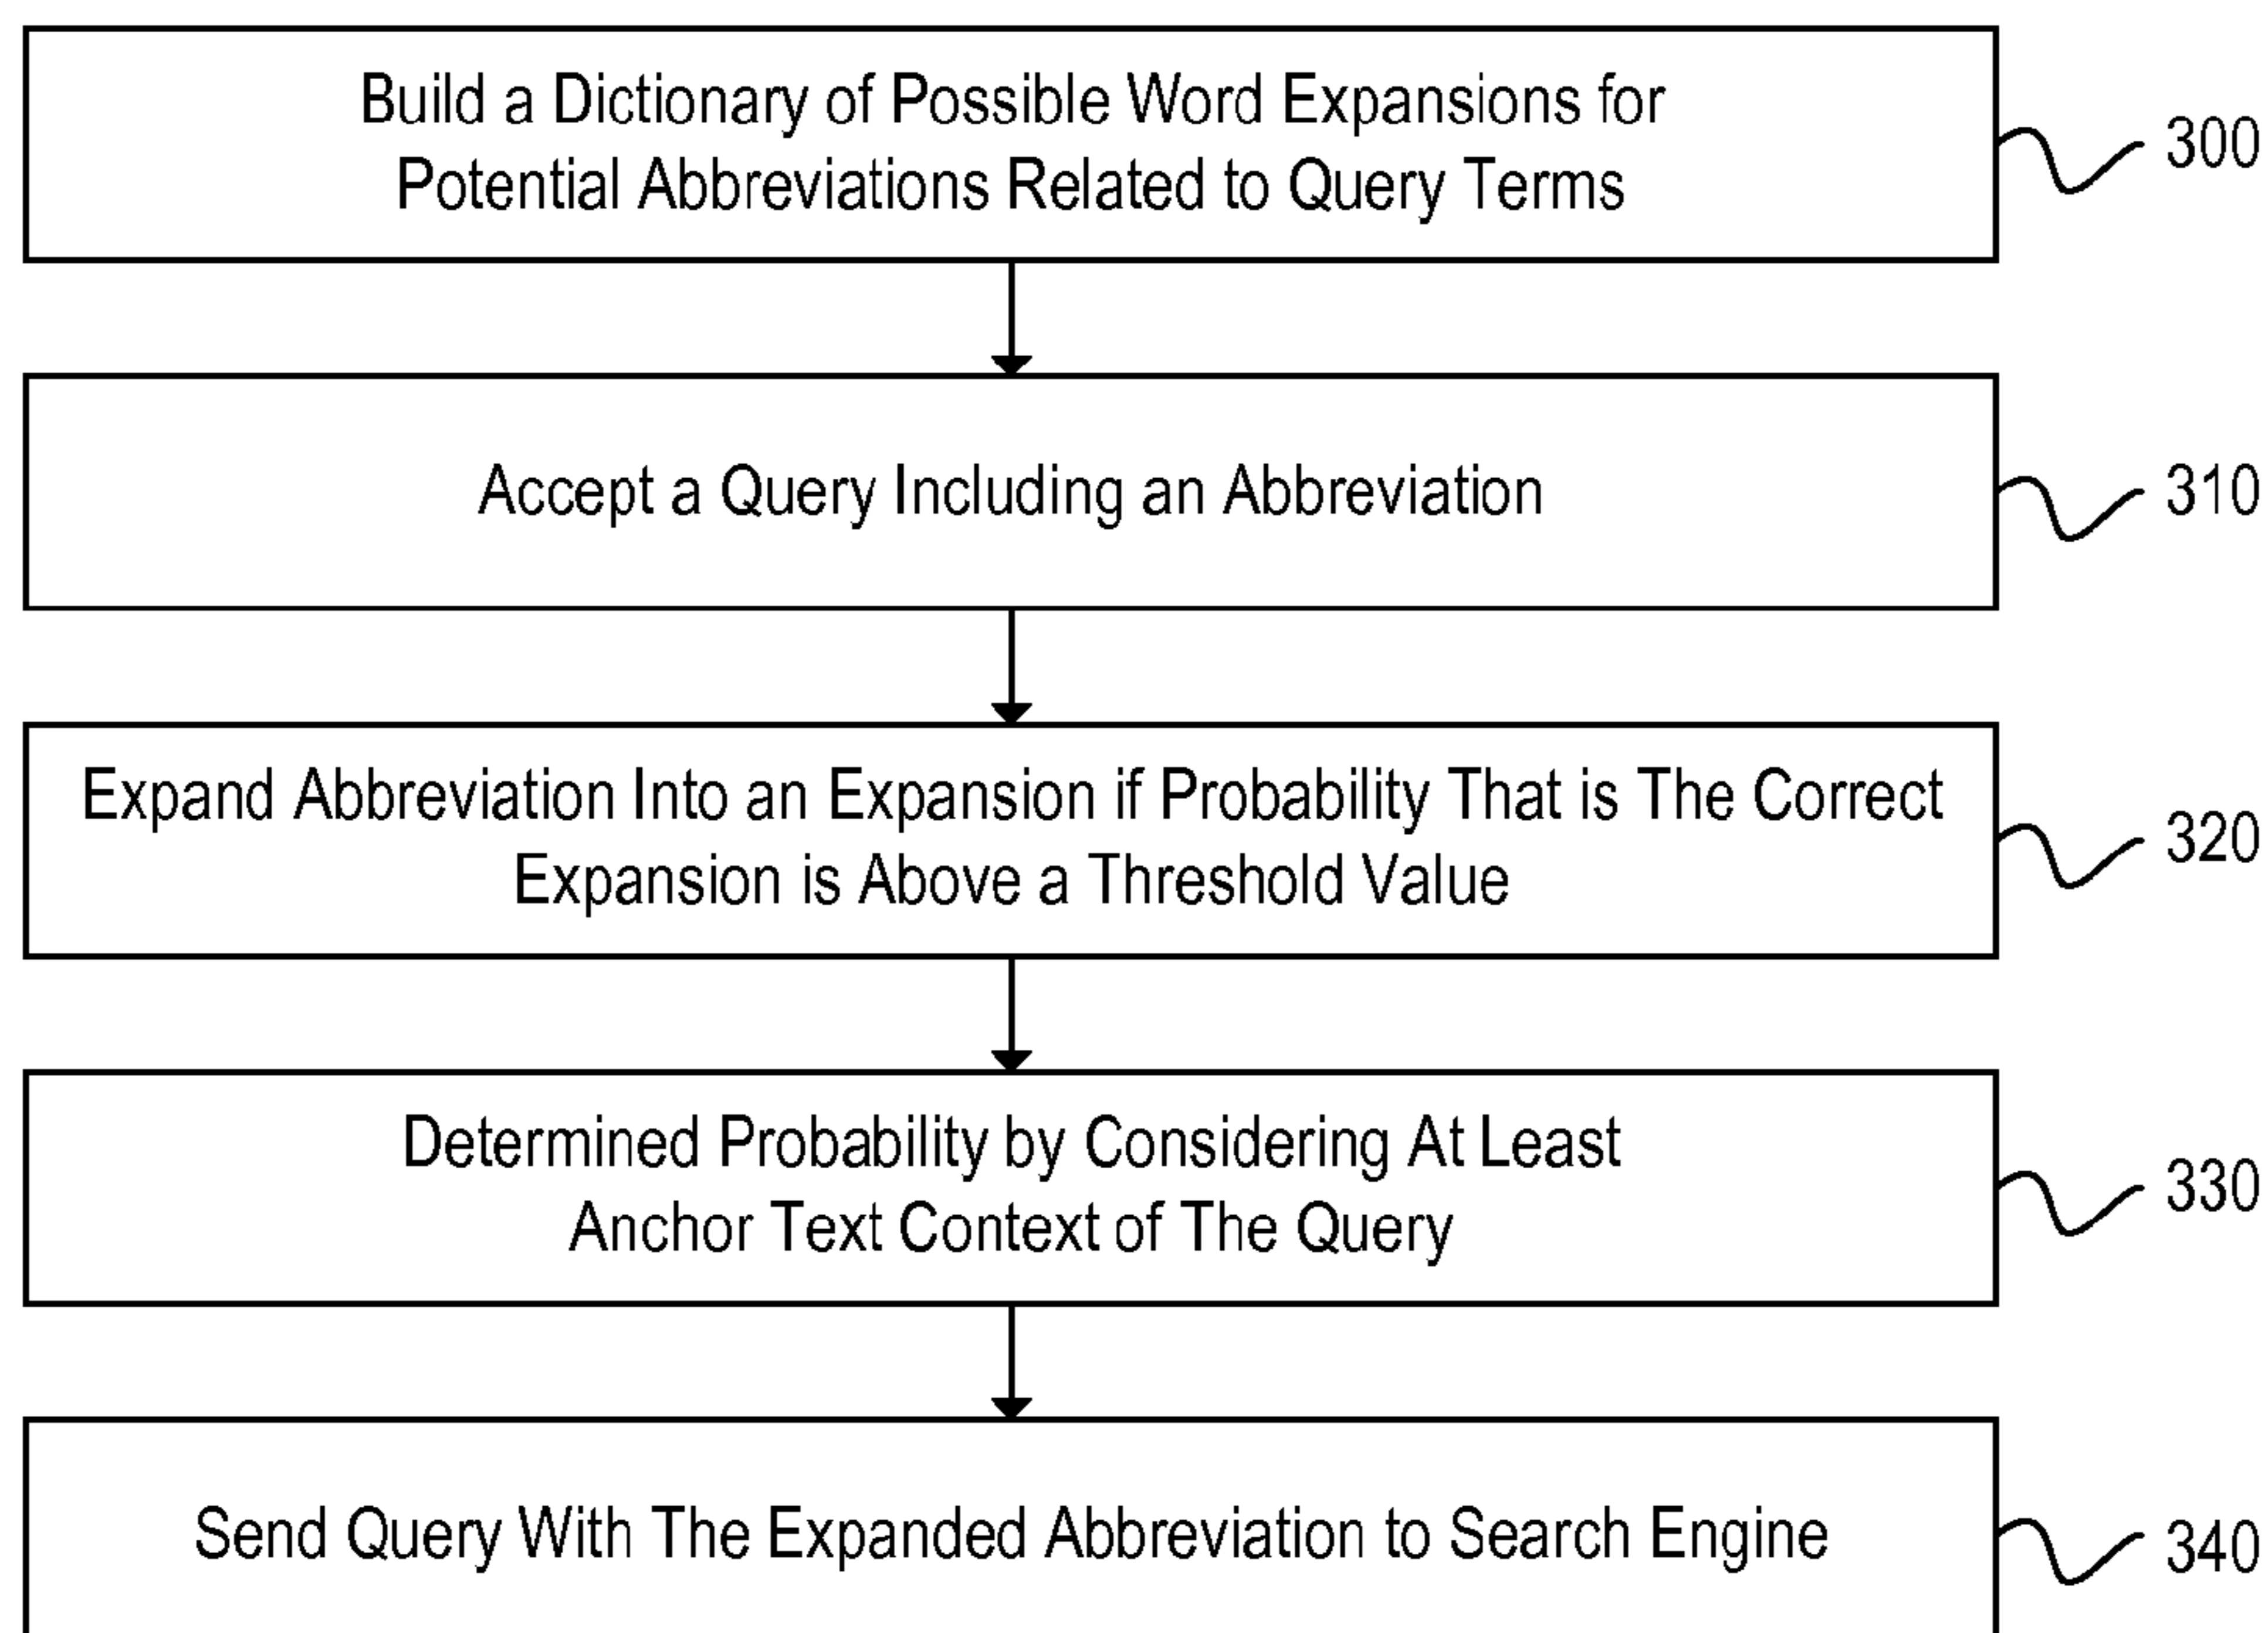 Build a Dictionary of Possible Word Expansions for
Potential Abbreviations Related to Query Terms
300
Accept a Query Including an Abbreviation
310
Expand Abbreviation Into an Expansion if Probability That is The Correct
Expansion is Above a Threshold Value
320
Determined Probability by Considering At Least
Anchor Text Context of The Query
330
Send Query With The Expanded Abbreviation to Search Engine
340